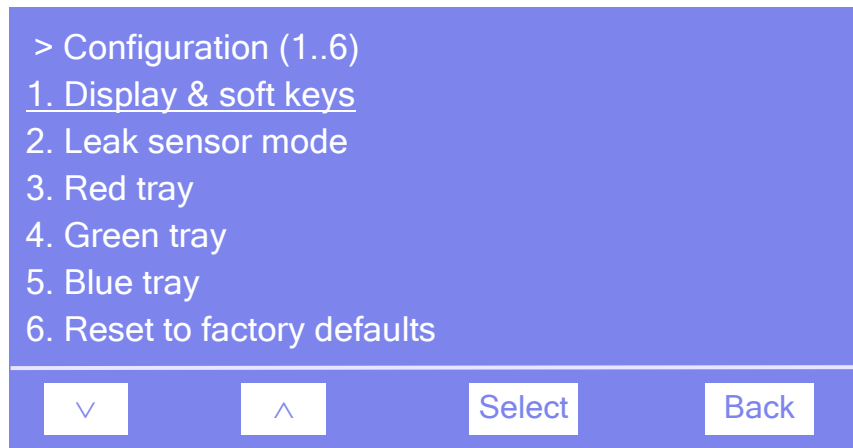 > Configuration (1..6)
1. Display & soft keys
2. Leak sensor mode
3. Red tray
4. Green tray
5. Blue tray
6. Reset to factory defaults
∨ ∧ Select Back